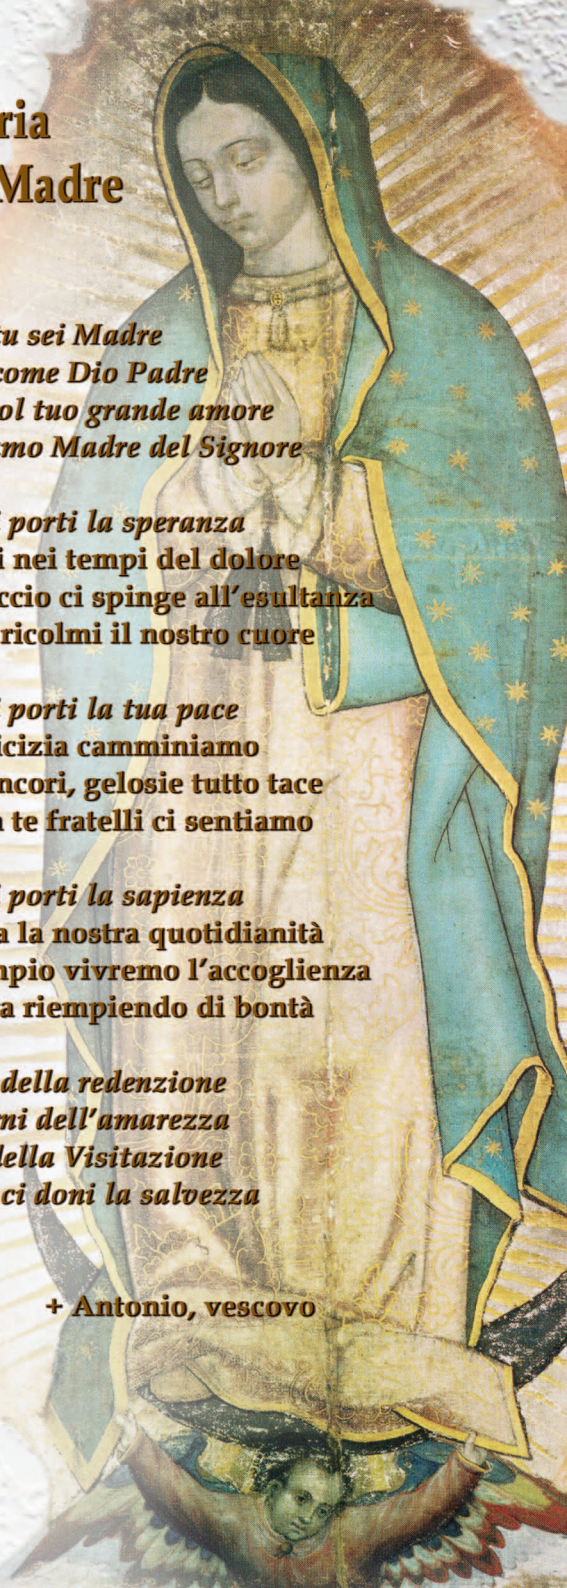 ria
Madre
tu sei Madre
come Dio Padre
ol tuo grande amore
mo Madre del Signore
i porti la speranza
i nei tempi del dolore
ccio ci spinge all'esultanza
ricolmi il nostro cuore
i porti la tua pace
icizia camminiamo
ncori, gelosie tutto tace
a te fratelli ci sentiamo
i porti la sapienza
a la nostra quotidianità
mpio vivremo l'accoglienza
a riempiendo di bontà
della redenzione
ni dell'amarezza
della Visitazione
ci doni la salvezza
+ Antonio, vescovo